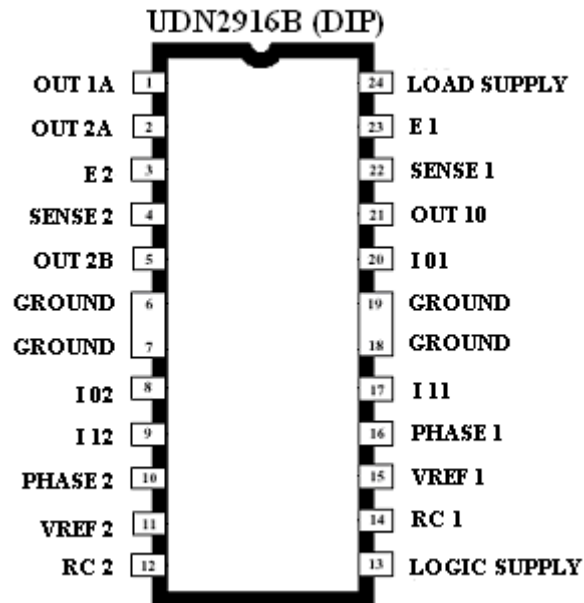 UDN2916B (DIP)
OUT 1A 1 24 LOAD SUPPLY
OUT 2A 2 23 E 1
E 2 3 22 SENSE 1
SENSE 2 4 21 OUT 10
OUT 2B 5 20 I 01
GROUND 6 19 GROUND
GROUND 7 18 GROUND
I 02 8 17 I 11
I 12 9 16 PHASE 1
PHASE 2 10 15 VREF 1
VREF 2 11 14 RC 1
RC 2 12 13 LOGIC SUPPLY